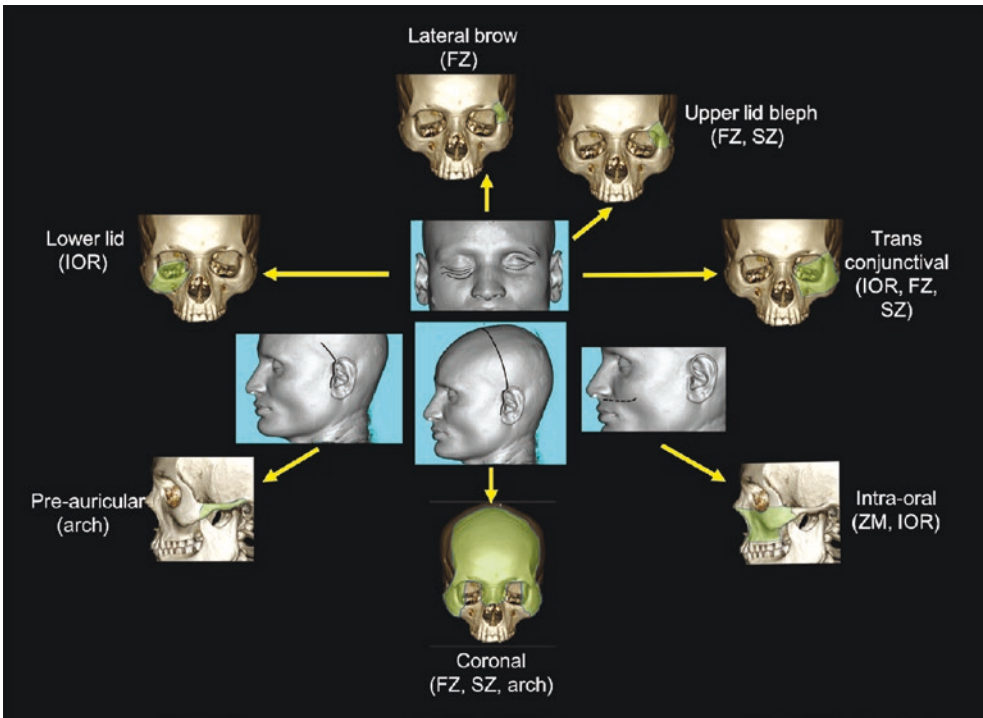 Lateral brow
(FZ)
Upper lid bleph
(FZ, SZ)
Lower lid
(IOR)
Trans
conjunctival
(IOR, FZ,
SZ)
Pre-auricular
(arch)
Intra-oral
(ZM, IOR)
Coronal
(FZ, SZ, arch)